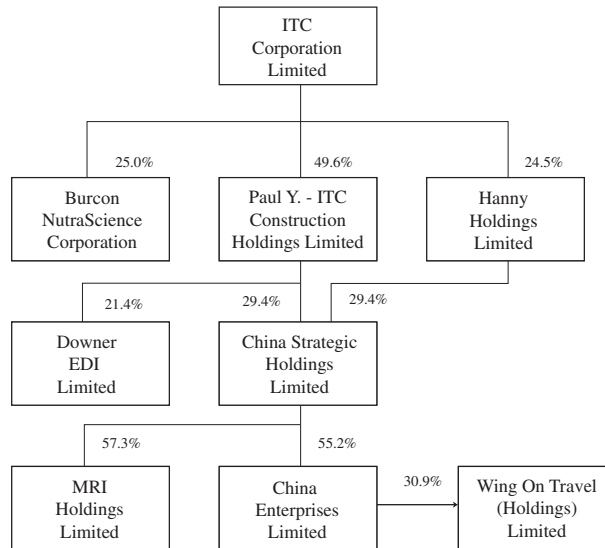 ITC
Corporation
Limited
25.0%
49.6%
24.5%
Burcon
NutraScience
Corporation
Paul Y. - ITC
Construction
Holdings Limited
Hanny
Holdings
Limited
21.4%
29.4%
29.4%
Downer
EDI
Limited
China Strategic
Holdings
Limited
57.3%
55.2%
MRI
Holdings
Limited
China
Enterprises
Limited
30.9%
Wing On Travel
(Holdings)
Limited